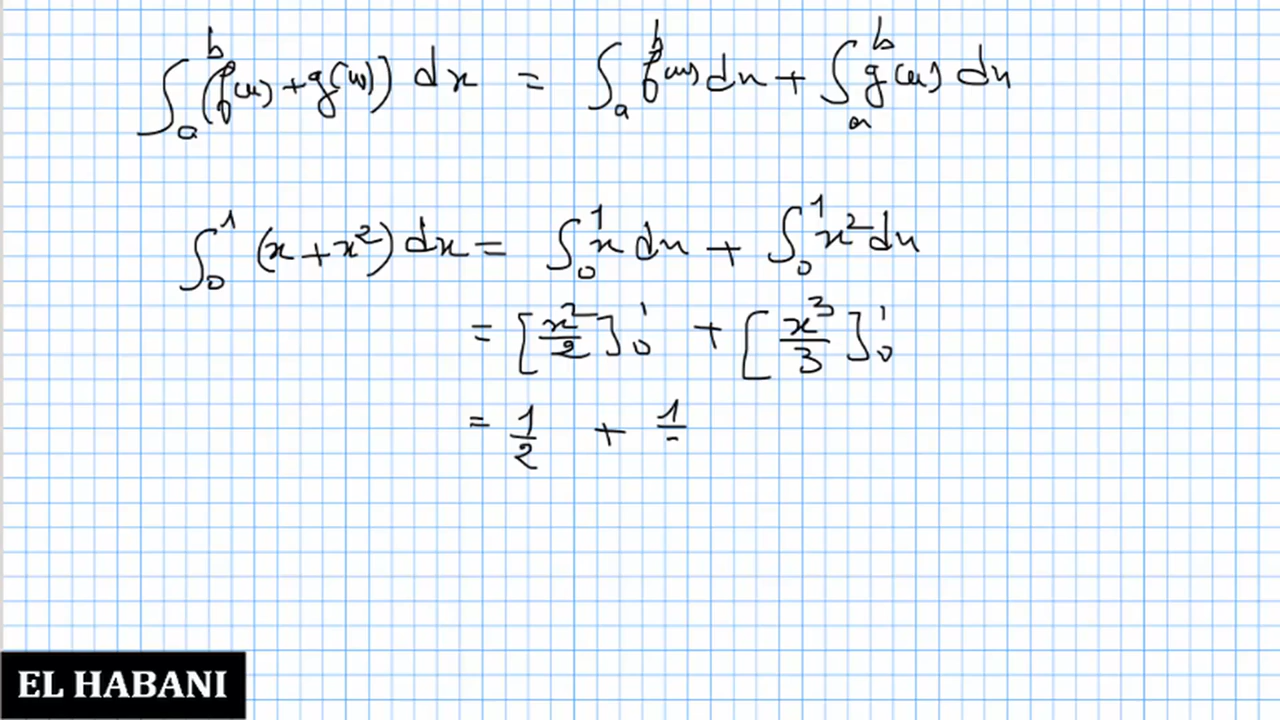 ∫_a^b (f(x) + g(x)) dx = ∫_a^b f(x) dx + ∫_a^b g(x) dx
∫_0^1 (x + x²) dx = ∫_0^1 x dx + ∫_0^1 x² dx
= [x²/2]_0^1 + [x³/3]_0^1
= 1/2 + 1/
EL HABANI